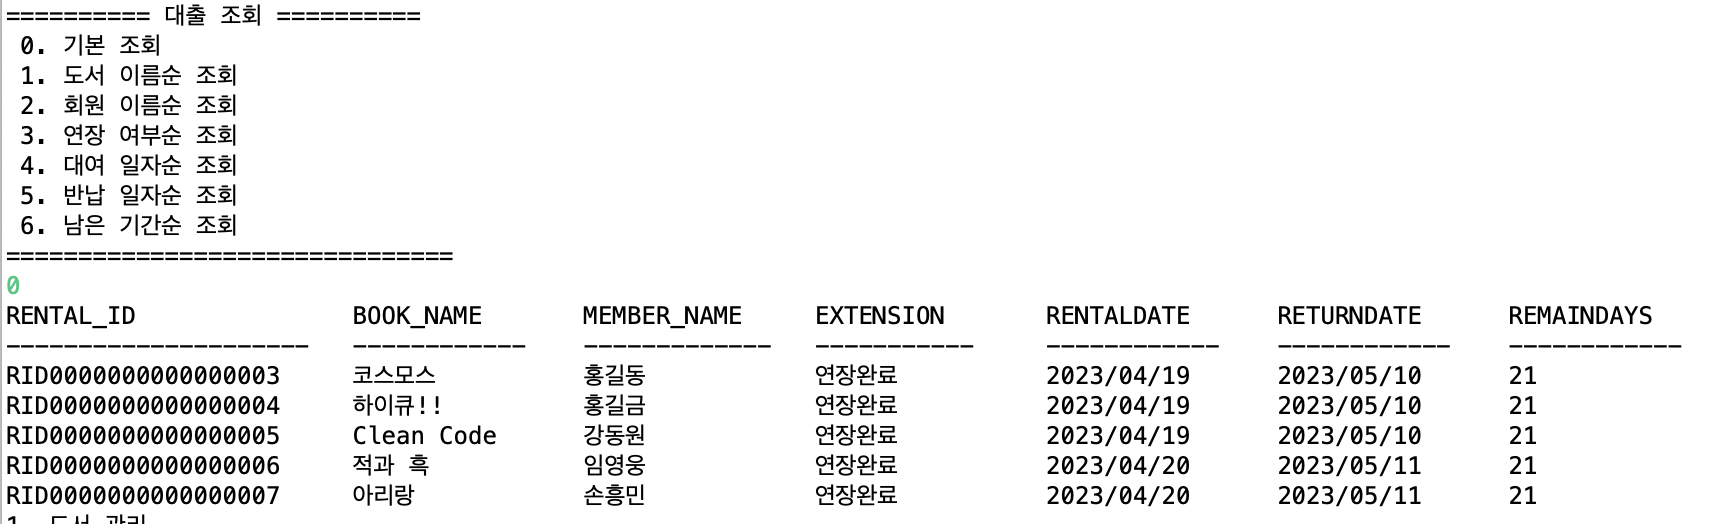 ========== 대출 조회 ==========
0. 기본 조회
1. 도서 이름순 조회
2. 회원 이름순 조회
3. 연장 여부순 조회
4. 대여 일자순 조회
5. 반납 일자순 조회
6. 남은 기간순 조회
===============================
0
RENTAL_ID BOOK_NAME MEMBER_NAME EXTENSION RENTALDATE RETURNDATE REMAINDAYS
--------------------- ------------ ------------- ----------- ------------ ------------ ------------
RID0000000000000003 코스모스 홍길동 연장완료 2023/04/19 2023/05/10 21
RID0000000000000004 하이큐!! 홍길금 연장완료 2023/04/19 2023/05/10 21
RID0000000000000005 Clean Code 강동원 연장완료 2023/04/19 2023/05/10 21
RID0000000000000006 적과 흑 임영웅 연장완료 2023/04/20 2023/05/11 21
RID0000000000000007 아리랑 손흥민 연장완료 2023/04/20 2023/05/11 21
1. 도서 관리